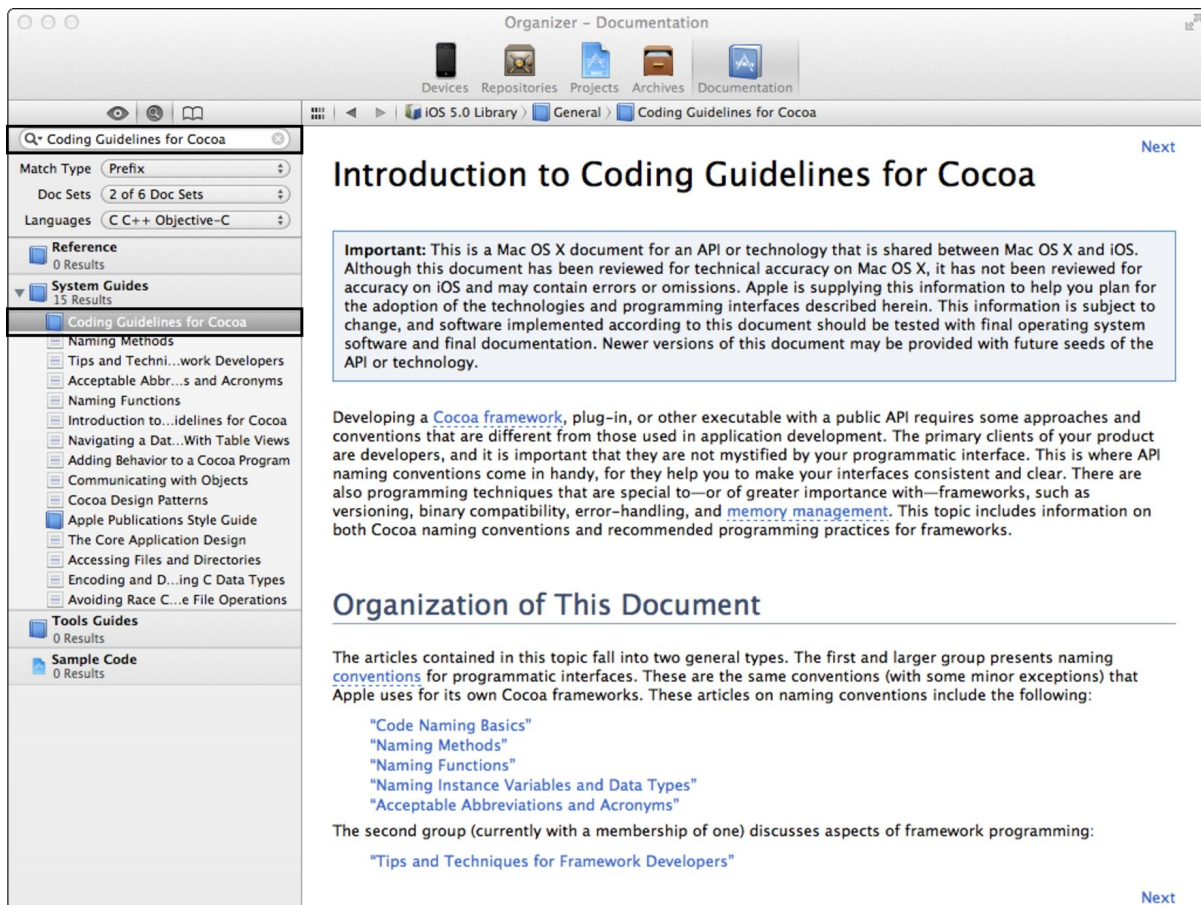 Organizer – Documentation
Devices Repositories Projects Archives Documentation
iOS 5.0 Library General Coding Guidelines for Cocoa
Coding Guidelines for Cocoa
Match Type Prefix
Doc Sets 2 of 6 Doc Sets
Languages C C++ Objective-C
Reference
0 Results
System Guides
15 Results
Coding Guidelines for Cocoa
Naming Methods
Tips and Techni...work Developers
Acceptable Abbr...s and Acronyms
Naming Functions
Introduction to...idelines for Cocoa
Navigating a Dat...With Table Views
Adding Behavior to a Cocoa Program
Communicating with Objects
Cocoa Design Patterns
Apple Publications Style Guide
The Core Application Design
Accessing Files and Directories
Encoding and D...ing C Data Types
Avoiding Race C...e File Operations
Tools Guides
0 Results
Sample Code
0 Results
Next
Introduction to Coding Guidelines for Cocoa
Important: This is a Mac OS X document for an API or technology that is shared between Mac OS X and iOS.
Although this document has been reviewed for technical accuracy on Mac OS X, it has not been reviewed for
accuracy on iOS and may contain errors or omissions. Apple is supplying this information to help you plan for
the adoption of the technologies and programming interfaces described herein. This information is subject to
change, and software implemented according to this document should be tested with final operating system
software and final documentation. Newer versions of this document may be provided with future seeds of the
API or technology.
Developing a Cocoa framework, plug-in, or other executable with a public API requires some approaches and
conventions that are different from those used in application development. The primary clients of your product
are developers, and it is important that they are not mystified by your programmatic interface. This is where API
naming conventions come in handy, for they help you to make your interfaces consistent and clear. There are
also programming techniques that are special to—or of greater importance with—frameworks, such as
versioning, binary compatibility, error-handling, and memory management. This topic includes information on
both Cocoa naming conventions and recommended programming practices for frameworks.
Organization of This Document
The articles contained in this topic fall into two general types. The first and larger group presents naming
conventions for programmatic interfaces. These are the same conventions (with some minor exceptions) that
Apple uses for its own Cocoa frameworks. These articles on naming conventions include the following:
“Code Naming Basics”
“Naming Methods”
“Naming Functions”
“Naming Instance Variables and Data Types”
“Acceptable Abbreviations and Acronyms”
The second group (currently with a membership of one) discusses aspects of framework programming:
“Tips and Techniques for Framework Developers”
Next